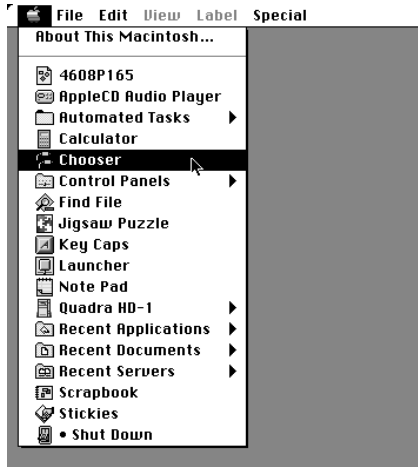 File Edit View Label Special
About This Macintosh...
4608P165
AppleCD Audio Player
Automated Tasks
Calculator
Chooser
Control Panels
Find File
Jigsaw Puzzle
Key Caps
Launcher
Note Pad
Quadra HD-1
Recent Applications
Recent Documents
Recent Servers
Scrapbook
Stickies
• Shut Down